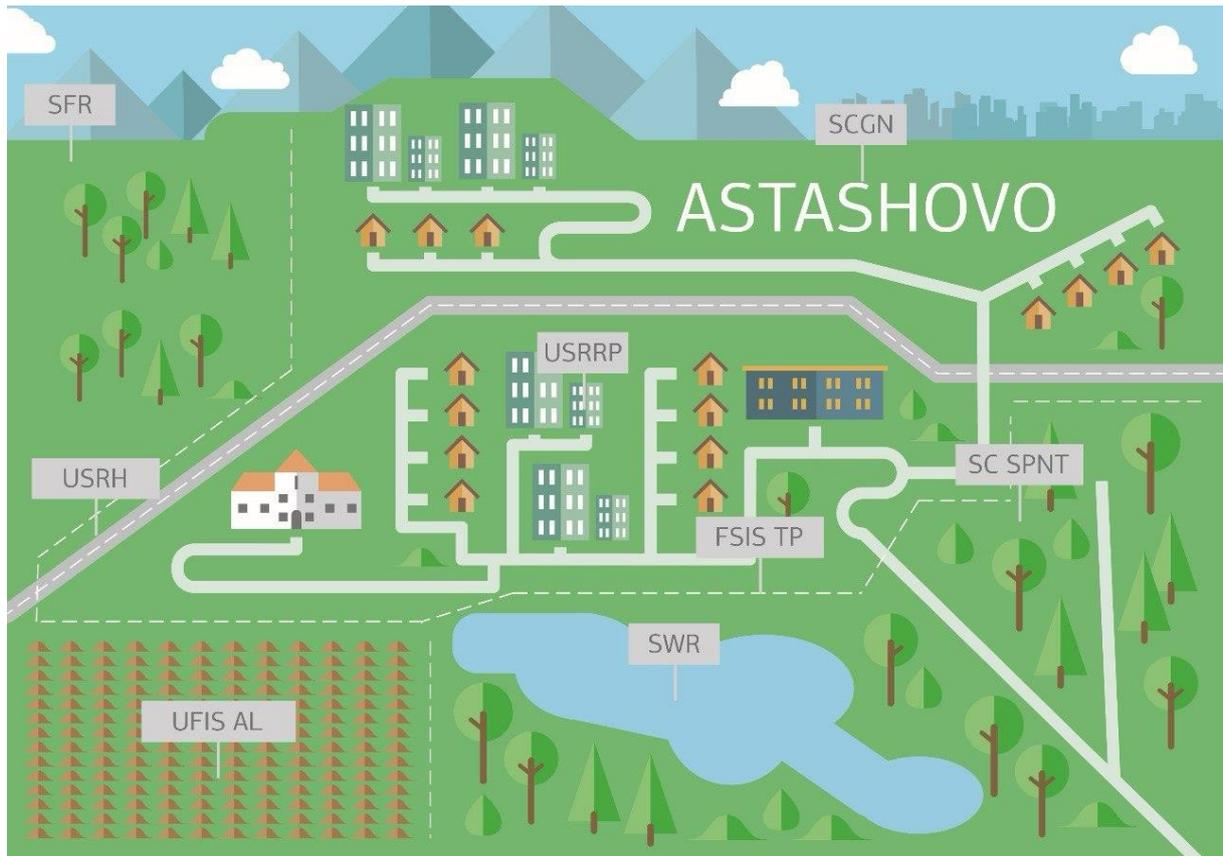 SFR
SCGN
ASTASHOVO
USRRP
USRH
SC SPNT
FSIS TP
SWR
UFIS AL